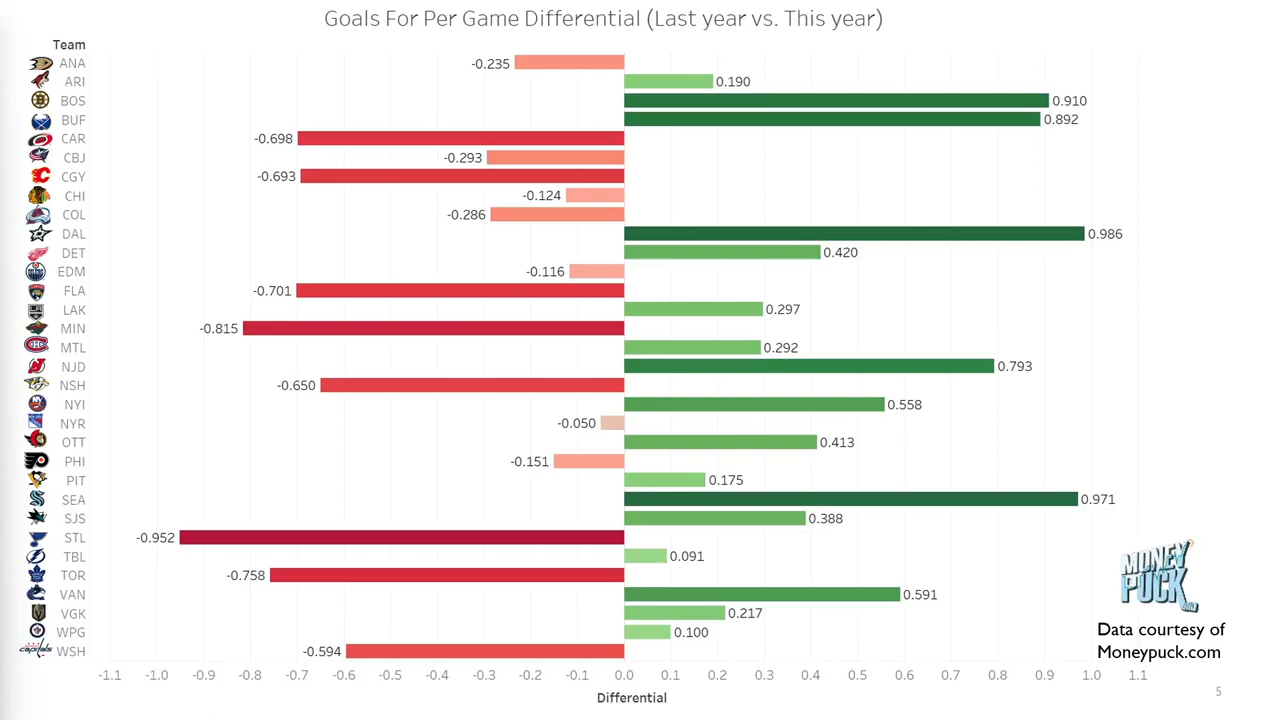 Goals For Per Game Differential (Last year vs. This year)
Team
ANA -0.235
ARI 0.190
BOS 0.910
BUF 0.892
CAR -0.698
CBJ -0.293
CGY -0.693
CHI -0.124
COL -0.286
DAL 0.986
DET 0.420
EDM -0.116
FLA -0.701
LAK 0.297
MIN -0.815
MTL 0.292
NJD 0.793
NSH -0.650
NYI 0.558
NYR -0.050
OTT 0.413
PHI -0.151
PIT 0.175
SEA 0.971
SJS 0.388
STL -0.952
TBL 0.091
TOR -0.758
VAN 0.591
VGK 0.217
WPG 0.100
capitals WSH -0.594
-1.1 -1.0 -0.9 -0.8 -0.7 -0.6 -0.5 -0.4 -0.3 -0.2 -0.1 0.0 0.1 0.2 0.3 0.4 0.5 0.6 0.7 0.8 0.9 1.0 1.1
Differential
MONEY
PUCK
Data courtesy of
Moneypuck.com
5